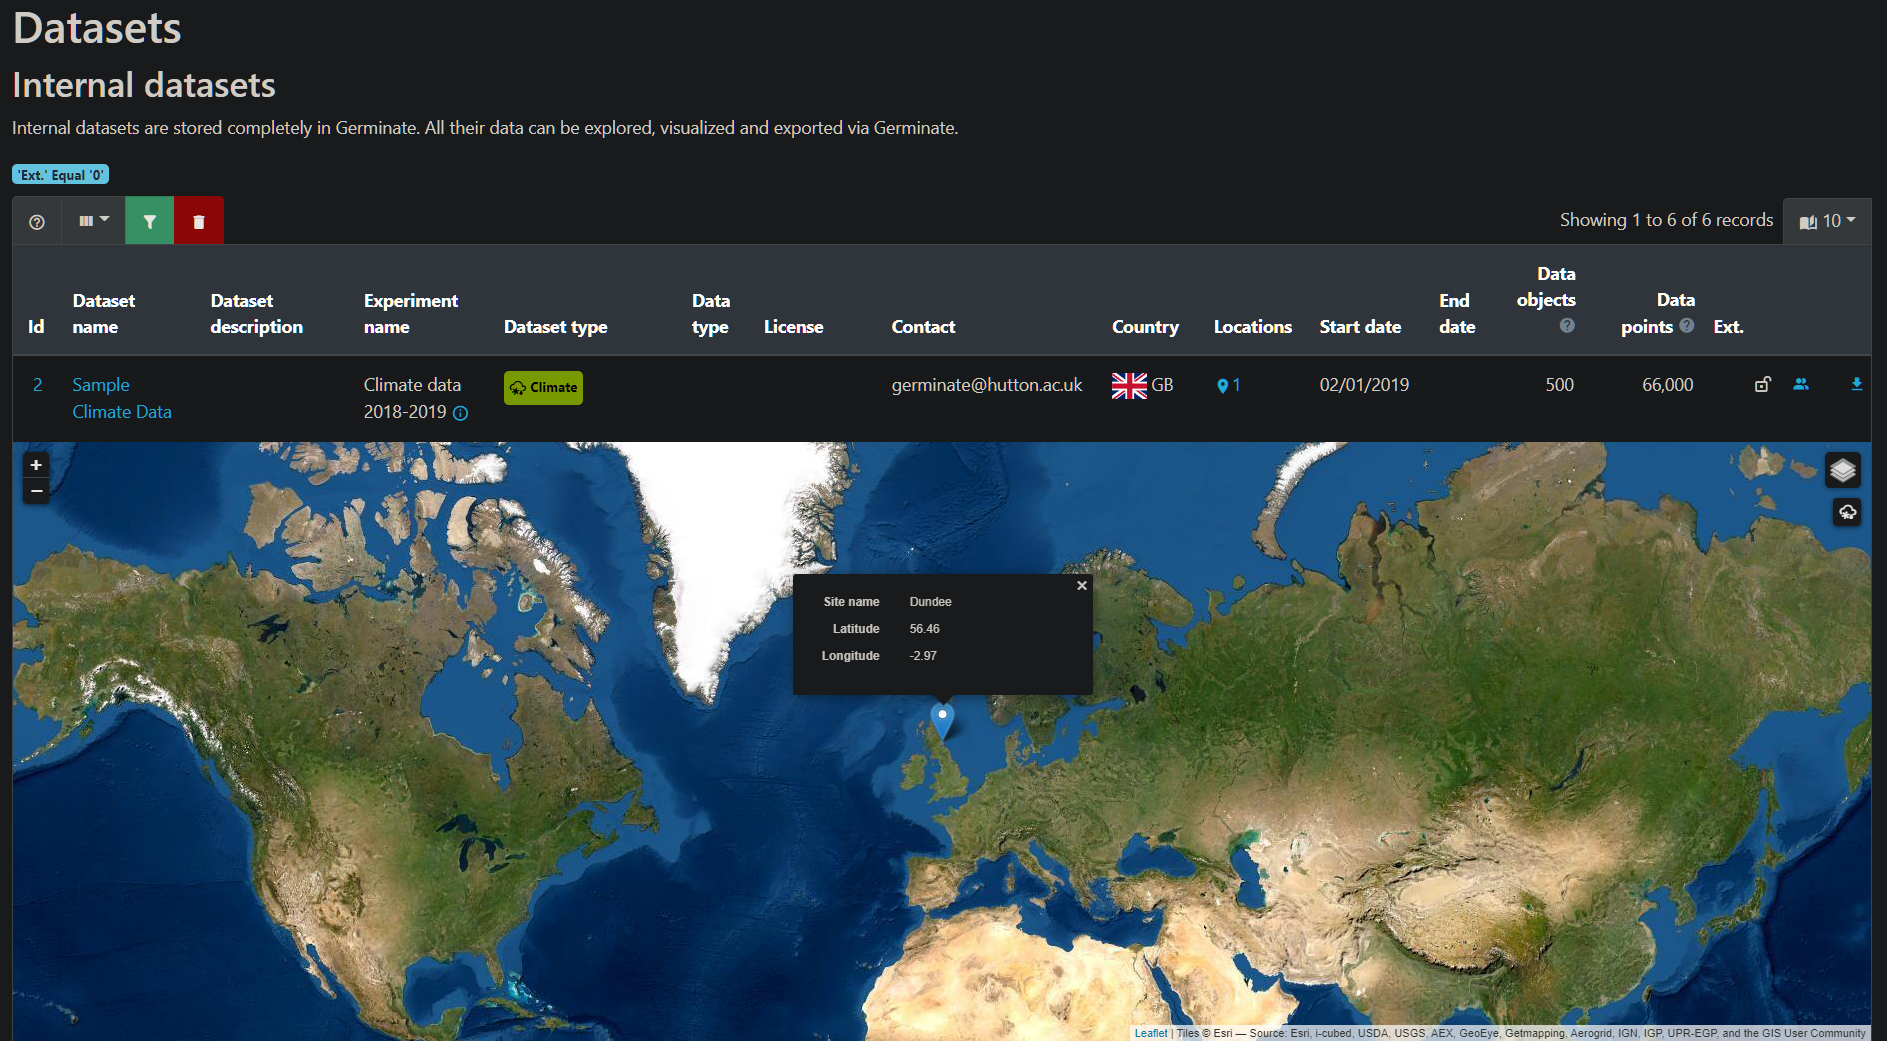 Datasets
Internal datasets
Internal datasets are stored completely in Germinate. All their data can be explored, visualized and exported via Germinate.
'Ext.' Equal '0'
Showing 1 to 6 of 6 records
10
Id
Dataset
name
Dataset
description
Experiment
name
Dataset type
Data
type
License
Contact
Country
Locations
Start date
End
date
Data
objects
Data
points
Ext.
2
Sample
Climate Data
Climate data
2018-2019
Climate
germinate@hutton.ac.uk
GB
1
02/01/2019
500
66,000
+
−
Site name Dundee
Latitude 56.46
Longitude -2.97
Leaflet | Tiles © Esri — Source: Esri, i-cubed, USDA, USGS, AEX, GeoEye, Getmapping, Aerogrid, IGN, IGP, UPR-EGP, and the GIS User Community